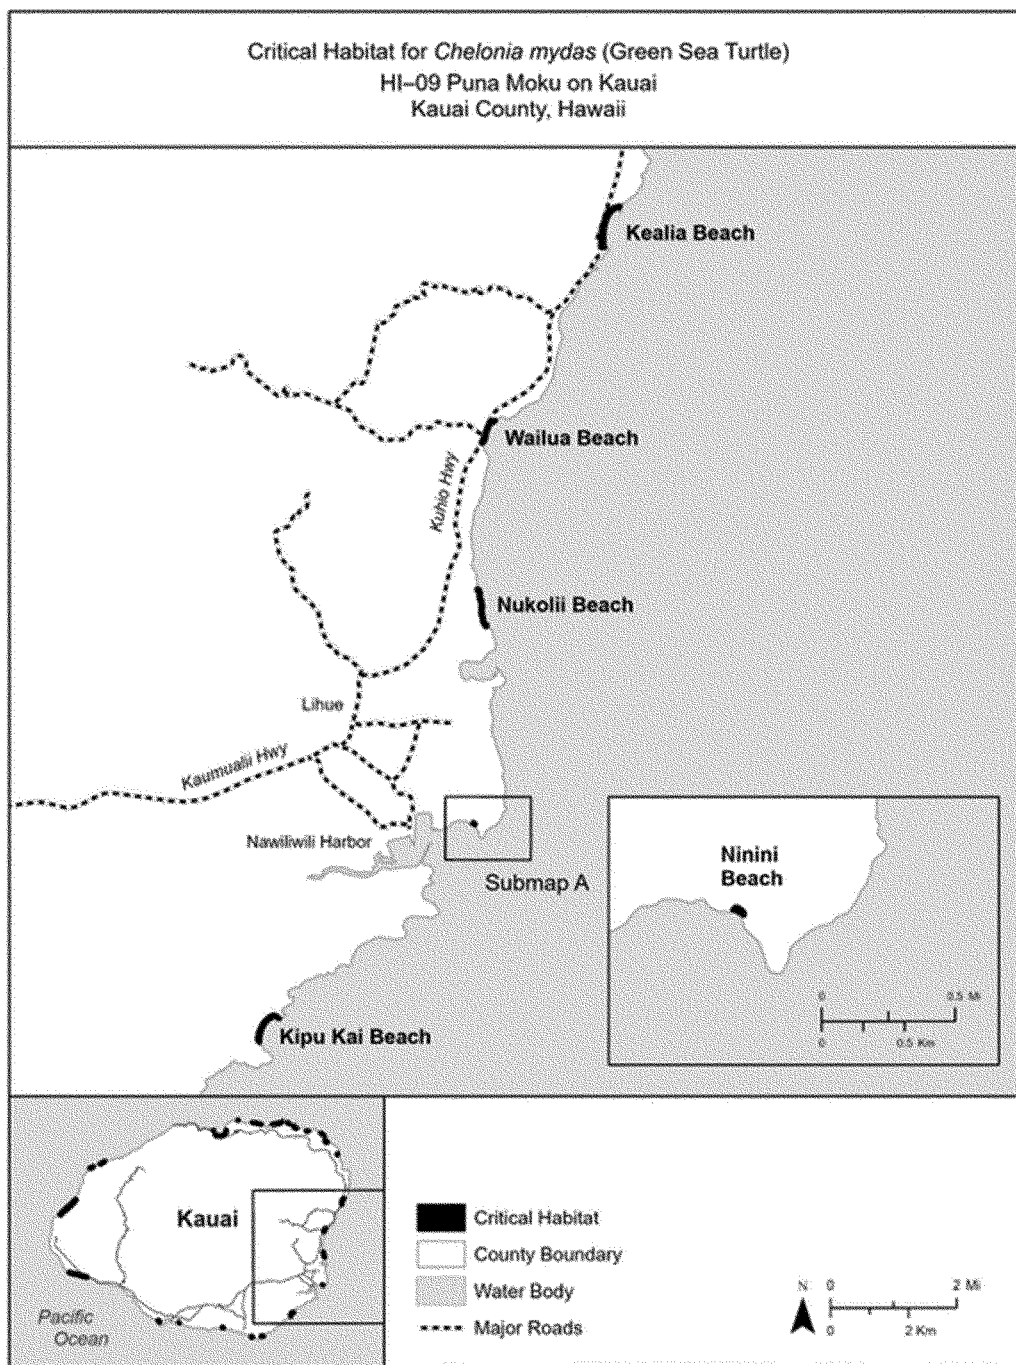 Critical Habitat for Chelonia mydas (Green Sea Turtle)
HI–09 Puna Moku on Kauai
Kauai County, Hawaii
Kealia Beach
Wailua Beach
Kuhio Hwy
Nukolii Beach
Lihue
Kaumualii Hwy
Nawiliwili Harbor
Submap A
Ninini
Beach
0 0.5 Mi
0 0.5 Km
Kipu Kai Beach
Kauai
Pacific
Ocean
Critical Habitat
County Boundary
Water Body
Major Roads
N
0 2 Mi
0 2 Km